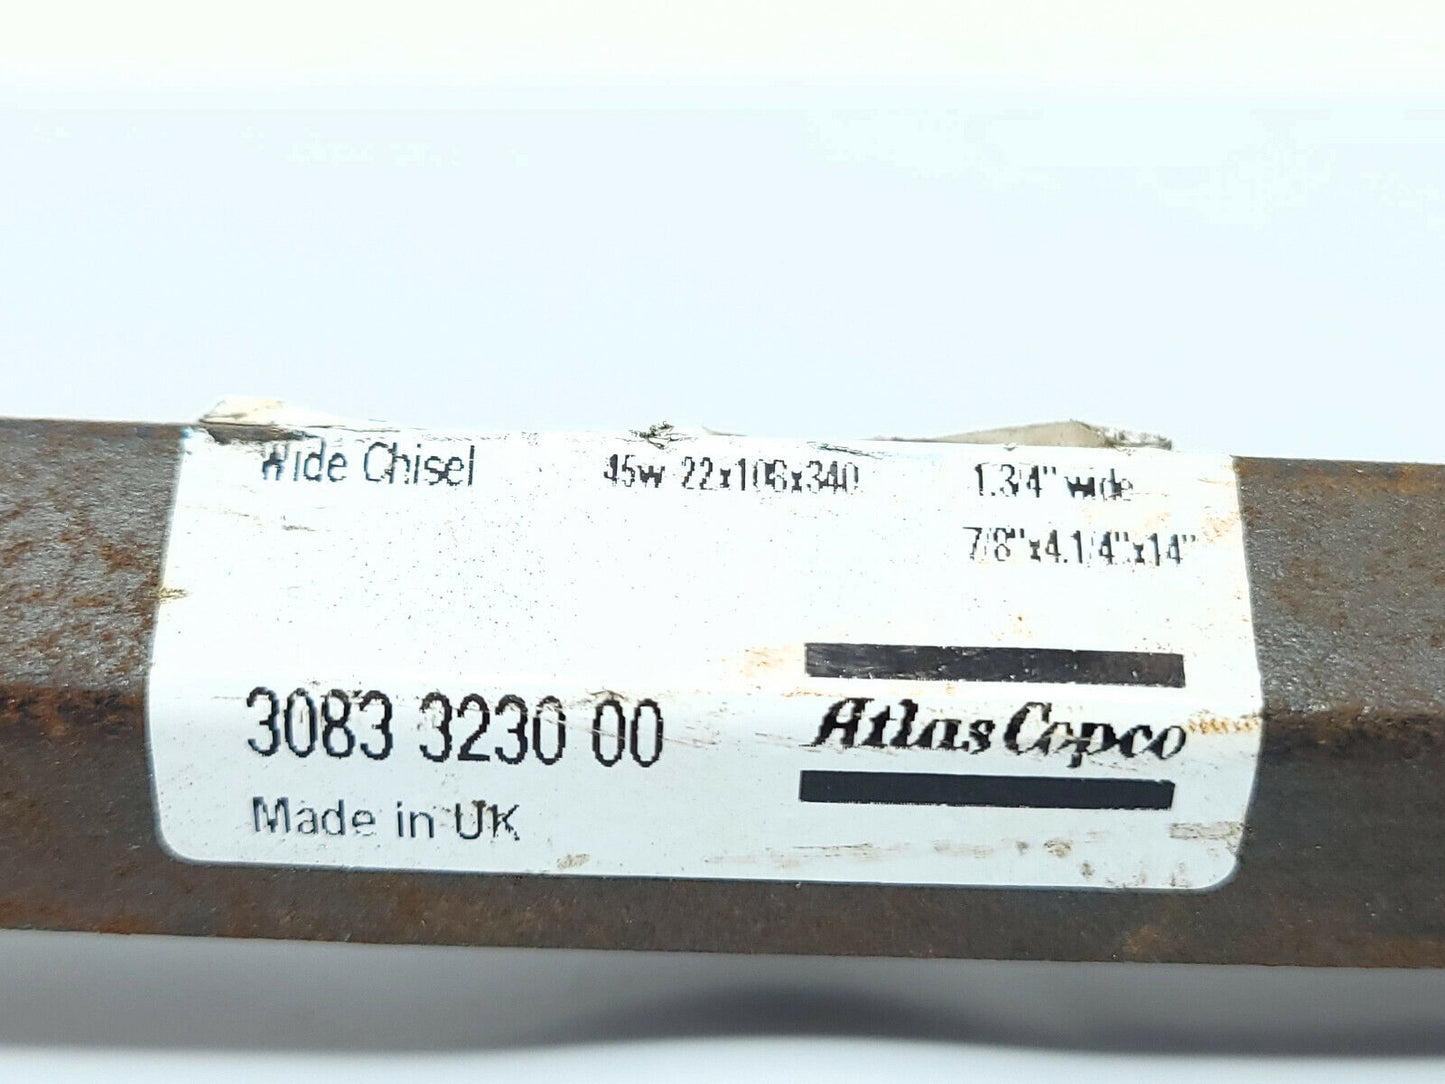 Wide Chisel 45w 22x108x340 1.3/4" wide
7/8"x4.1/4"x14"
3083 3230 00
Atlas Copco
Made in UK